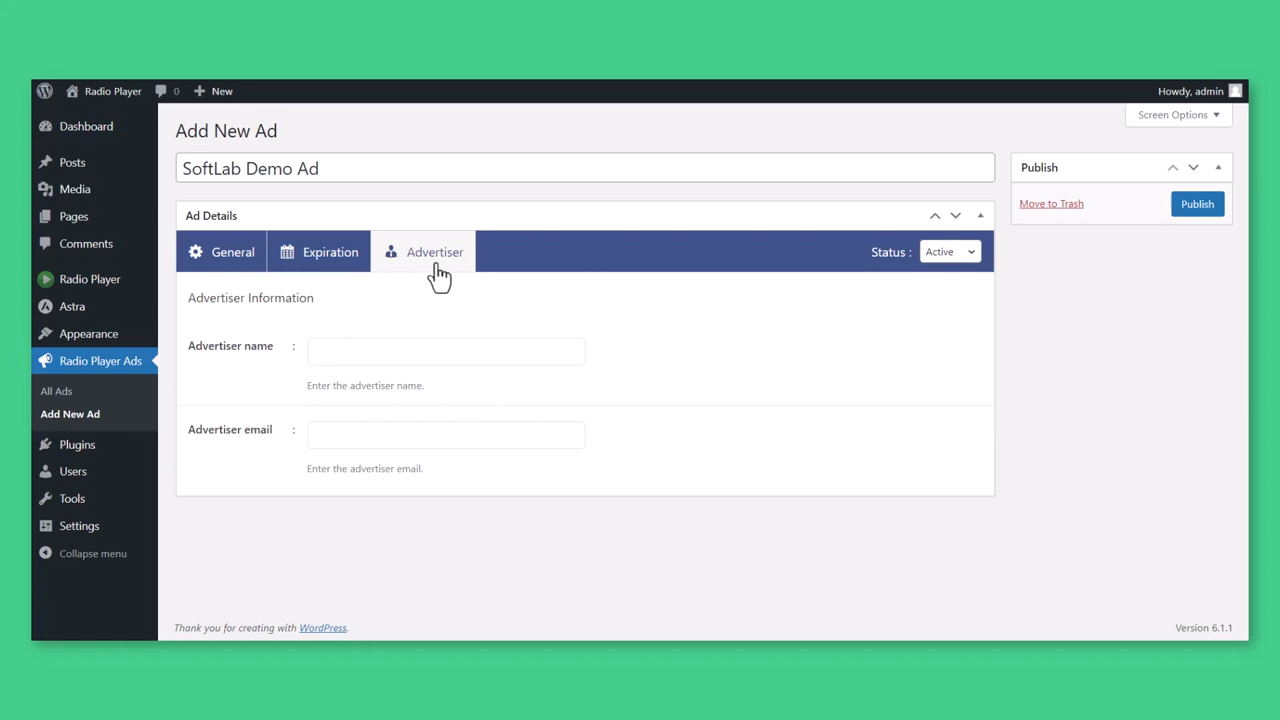 Radio Player 0 New Howdy, admin
Screen Options
Dashboard
Posts
Media
Pages
Comments
Radio Player
Astra
Appearance
Radio Player Ads
All Ads
Add New Ad
Plugins
Users
Tools
Settings
Collapse menu
Add New Ad
SoftLab Demo Ad
Ad Details
General Expiration Advertiser Status : Active
Advertiser Information
Advertiser name :
Enter the advertiser name.
Advertiser email :
Enter the advertiser email.
Publish
Move to Trash Publish
Thank you for creating with WordPress. Version 6.1.1